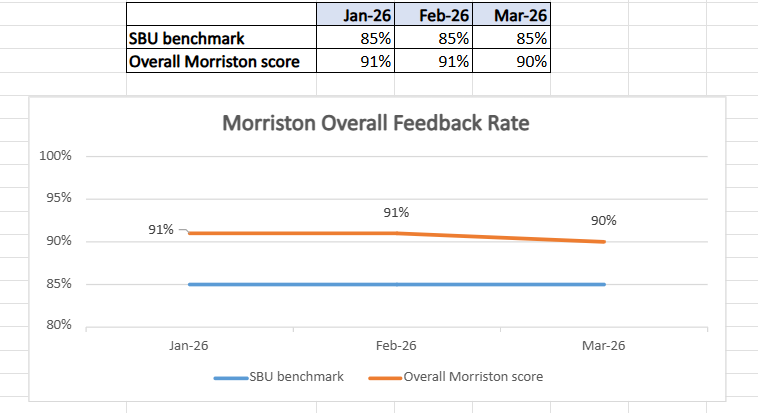 Jan-26 Feb-26 Mar-26
SBU benchmark 85% 85% 85%
Overall Morriston score 91% 91% 90%
Morriston Overall Feedback Rate
100%
95%
91% 91% 90%
90%
85%
80%
Jan-26 Feb-26 Mar-26
SBU benchmark Overall Morriston score